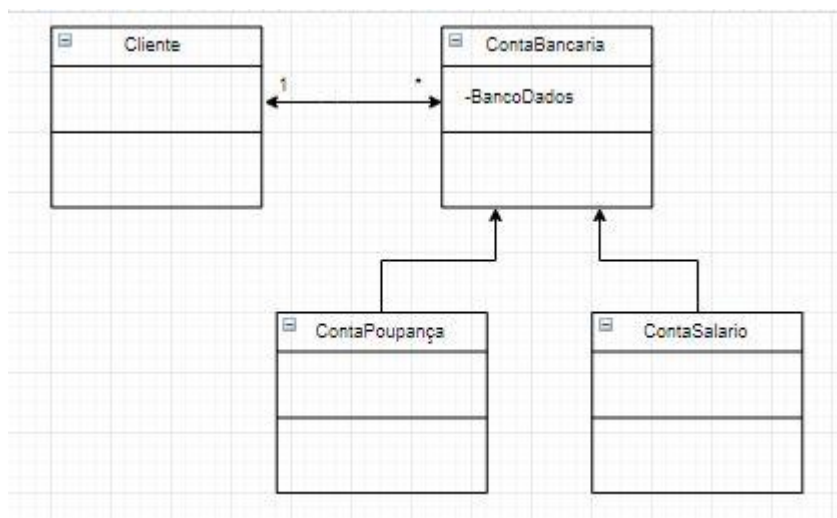 Cliente
ContaBancaria
1
*
-BancoDados
ContaPoupança
ContaSalario